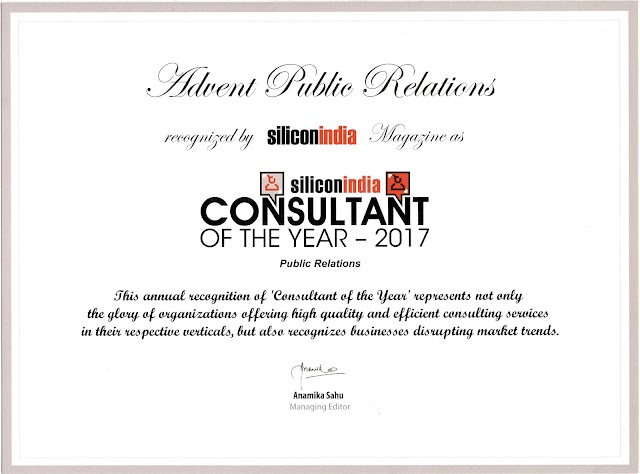 Advent Public Relations
recognized by siliconindia Magazine as
siliconindia
CONSULTANT
OF THE YEAR – 2017
Public Relations
This annual recognition of 'Consultant of the Year' represents not only
the glory of organizations offering high quality and efficient consulting services
in their respective verticals, but also recognizes businesses disrupting market trends.
Anamika Sahu
Managing Editor